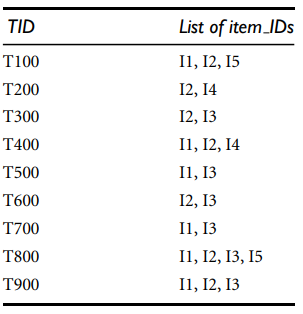 TID List of item_IDs
T100 I1, I2, I5
T200 I2, I4
T300 I2, I3
T400 I1, I2, I4
T500 I1, I3
T600 I2, I3
T700 I1, I3
T800 I1, I2, I3, I5
T900 I1, I2, I3